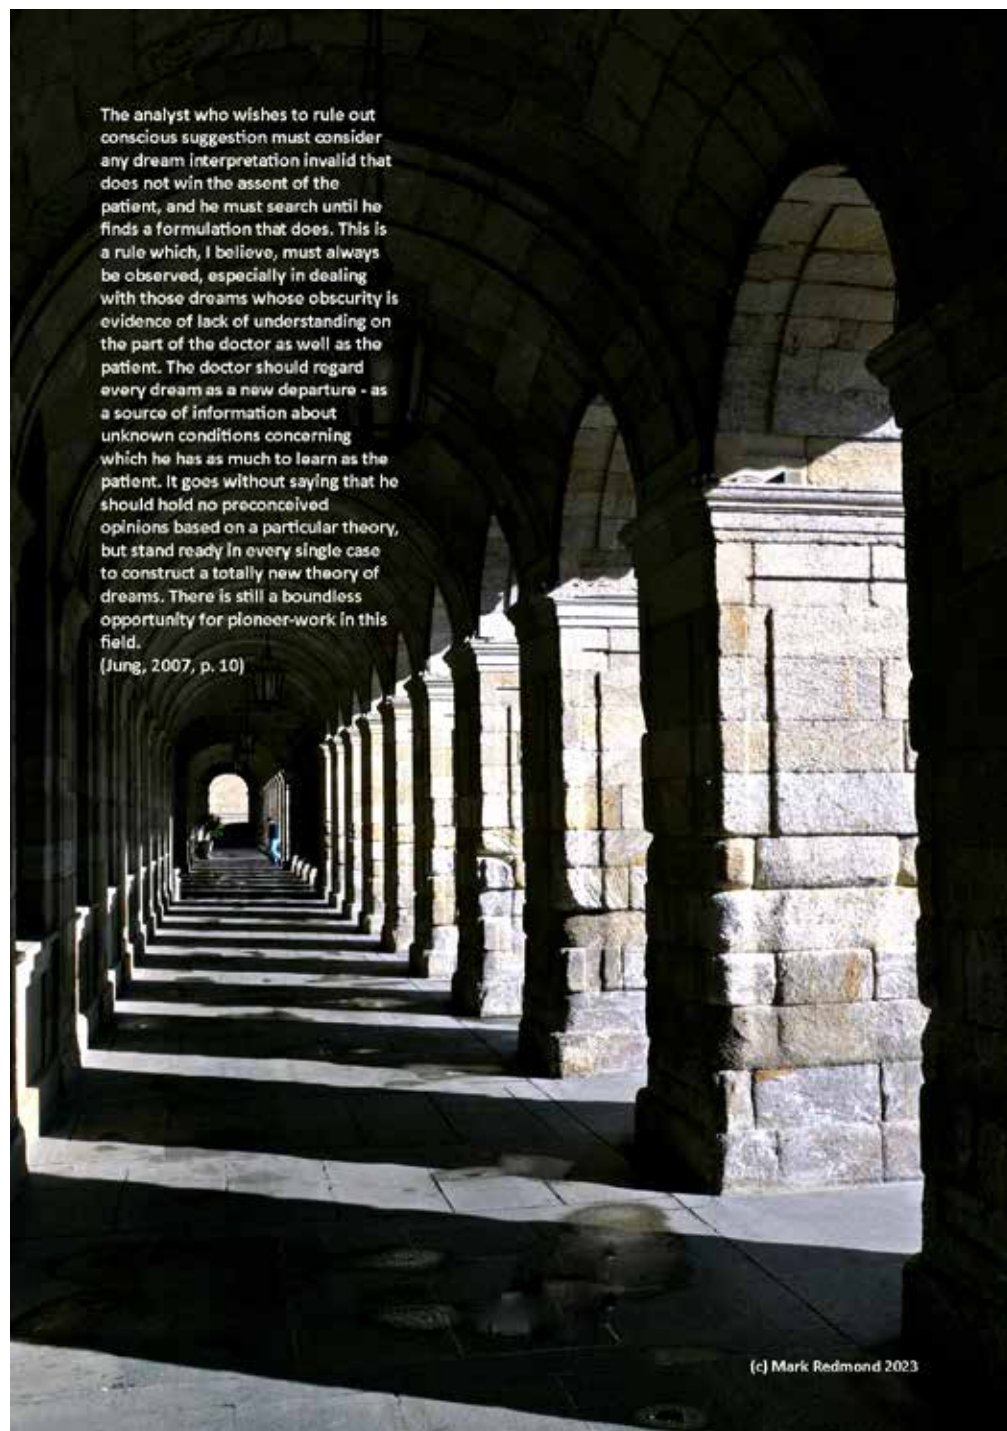 The analyst who wishes to rule out
conscious suggestion must consider
any dream interpretation invalid that
does not win the assent of the
patient, and he must search until he
finds a formulation that does. This is
a rule which, I believe, must always
be observed, especially in dealing
with those dreams whose obscurity is
evidence of lack of understanding on
the part of the doctor as well as the
patient. The doctor should regard
every dream as a new departure - as
a source of information about
unknown conditions concerning
which he has as much to learn as the
patient. It goes without saying that he
should hold no preconceived
opinions based on a particular theory,
but stand ready in every single case
to construct a totally new theory of
dreams. There is still a boundless
opportunity for pioneer-work in this
field.
(Jung, 2007, p. 10)
(c) Mark Redmond 2023